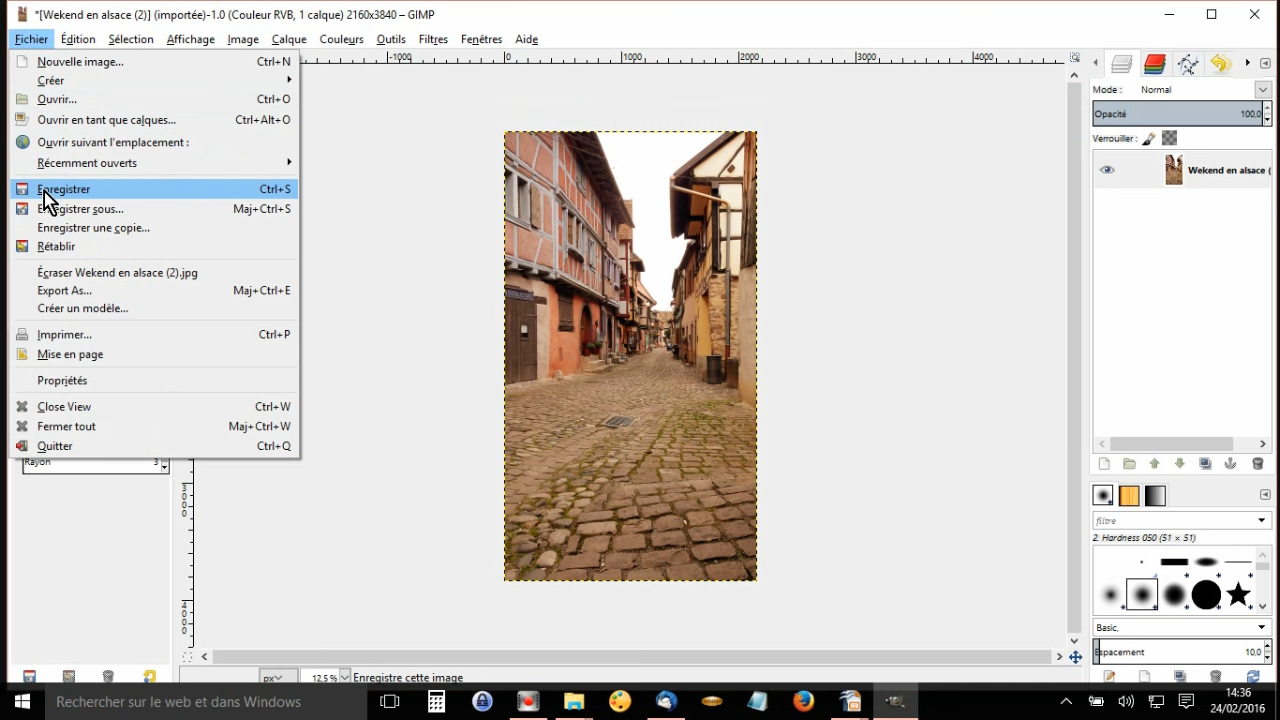 *[Wekend en alsace (2)] (importée)-1.0 (Couleur RVB, 1 calque) 2160x3840 – GIMP
Fichier Édition Sélection Affichage Image Calque Couleurs Outils Filtres Fenêtres Aide
Nouvelle image... Ctrl+N
Créer
Ouvrir... Ctrl+O
Ouvrir en tant que calques... Ctrl+Alt+O
Ouvrir suivant l'emplacement :
Récemment ouverts
Enregistrer Ctrl+S
Enregistrer sous... Maj+Ctrl+S
Enregistrer une copie...
Rétablir
Écraser Wekend en alsace (2).jpg
Export As... Maj+Ctrl+E
Créer un modèle...
Imprimer... Ctrl+P
Mise en page
Propriétés
Close View Ctrl+W
Fermer tout Maj+Ctrl+W
Quitter Ctrl+Q
Rayon 3
-1000 0 1000 2000 3000 4000
3000
4000
Mode : Normal
Opacité 100,0
Verrouiller :
Wekend en alsace (
filtre
2. Hardness 050 (51 × 51)
Basic,
Espacement 10,0
px 12,5 % Enregistre cette image
Rechercher sur le web et dans Windows
14:36
24/02/2016